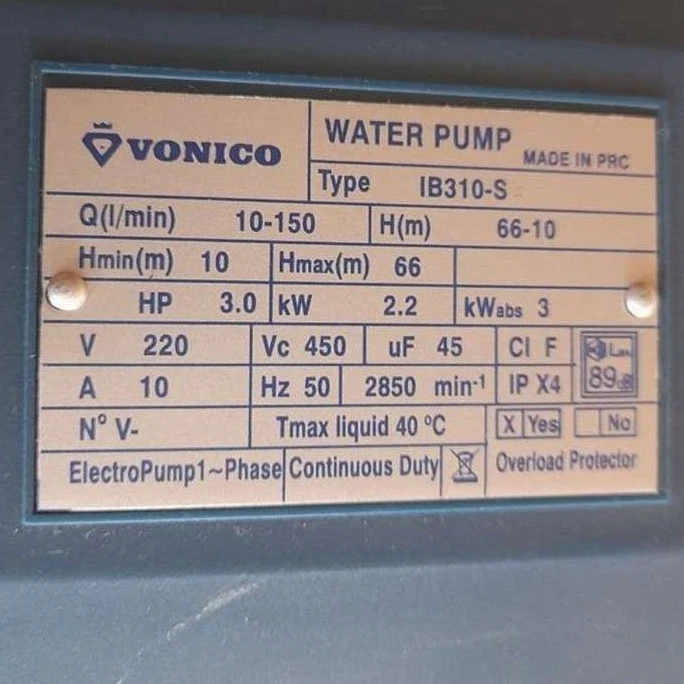 VONICO
WATER PUMP
MADE IN PRC
Type IB310-S
Q(l/min) 10-150 H(m) 66-10
Hmin(m) 10 Hmax(m) 66
HP 3.0 kW 2.2 kWabs 3
V 220 Vc 450 uF 45 Cl F
A 10 Hz 50 2850 min-1 IP X4 89 dB
N° V- Tmax liquid 40 °C X Yes No
ElectroPump1~Phase Continuous Duty Overload Protector